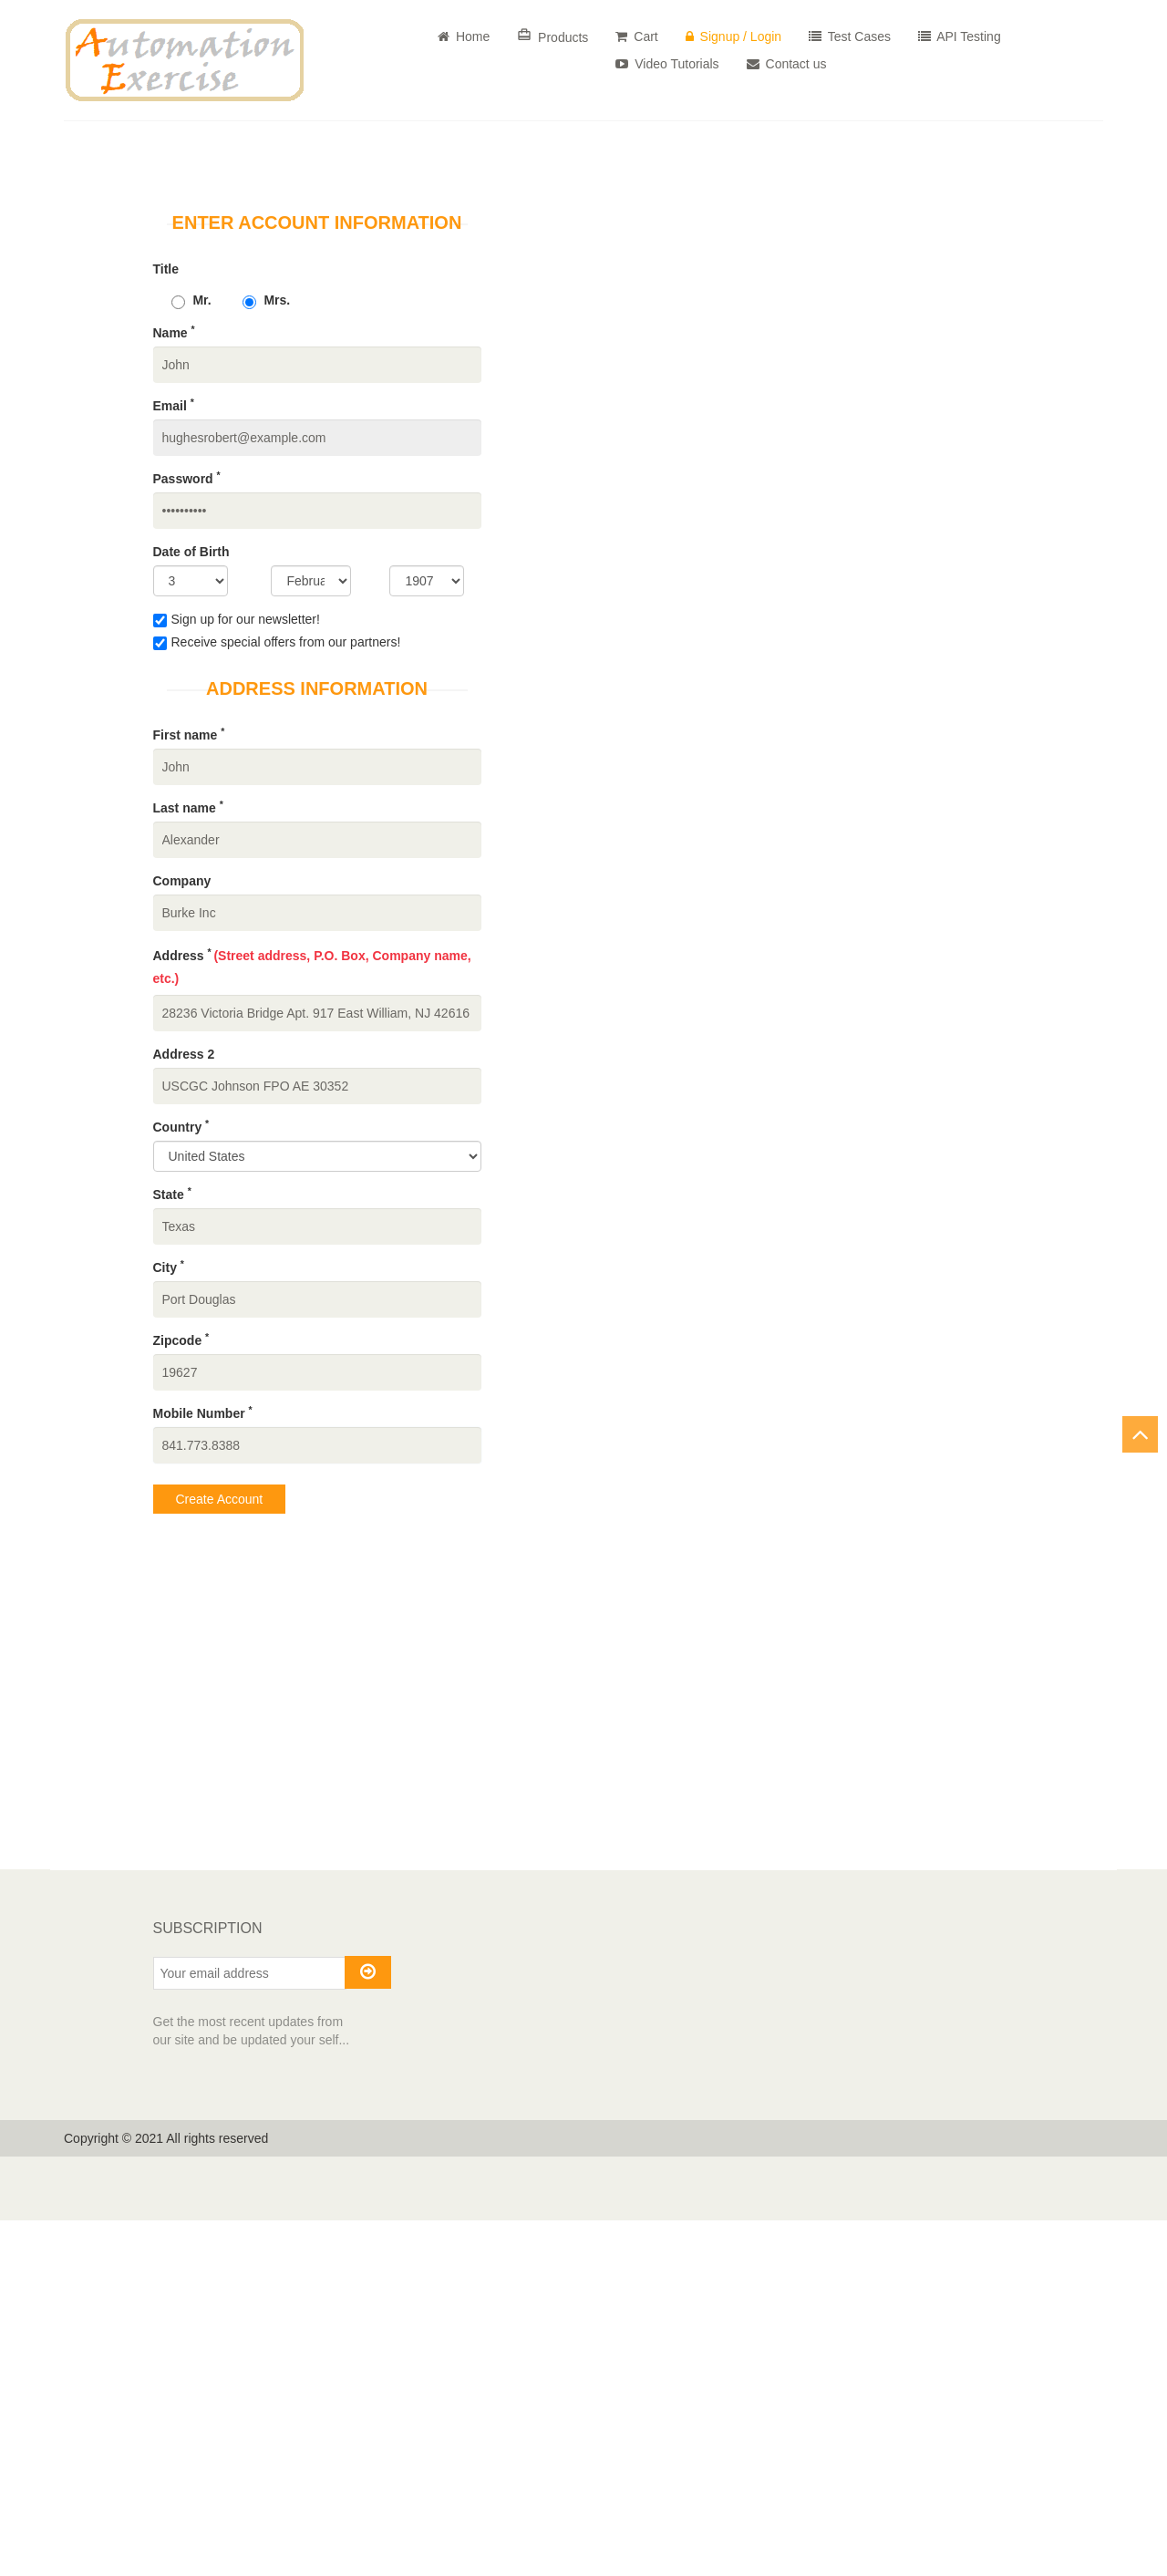 Automation
Exercise
Home Products Cart Signup / Login Test Cases API Testing
Video Tutorials Contact us
ENTER ACCOUNT INFORMATION
Title
Mr. Mrs.
Name *
John
Email *
hughesrobert@example.com
Password *
••••••••••
Date of Birth
3 Februa 1907
Sign up for our newsletter!
Receive special offers from our partners!
ADDRESS INFORMATION
First name *
John
Last name *
Alexander
Company
Burke Inc
Address * (Street address, P.O. Box, Company name,
etc.)
28236 Victoria Bridge Apt. 917 East William, NJ 42616
Address 2
USCGC Johnson FPO AE 30352
Country *
United States
State *
Texas
City *
Port Douglas
Zipcode *
19627
Mobile Number *
841.773.8388
Create Account
SUBSCRIPTION
Your email address
Get the most recent updates from
our site and be updated your self...
Copyright © 2021 All rights reserved